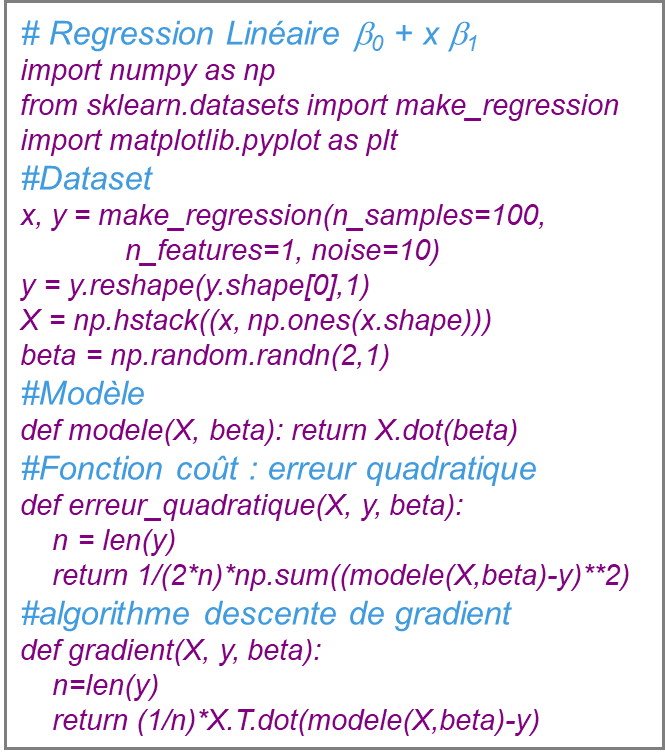 # Regression Linéaire β0 + x β1
import numpy as np
from sklearn.datasets import make_regression
import matplotlib.pyplot as plt
#Dataset
x, y = make_regression(n_samples=100,
n_features=1, noise=10)
y = y.reshape(y.shape[0],1)
X = np.hstack((x, np.ones(x.shape)))
beta = np.random.randn(2,1)
#Modèle
def modele(X, beta): return X.dot(beta)
#Fonction coût : erreur quadratique
def erreur_quadratique(X, y, beta):
n = len(y)
return 1/(2*n)*np.sum((modele(X,beta)-y)**2)
#algorithme descente de gradient
def gradient(X, y, beta):
n=len(y)
return (1/n)*X.T.dot(modele(X,beta)-y)